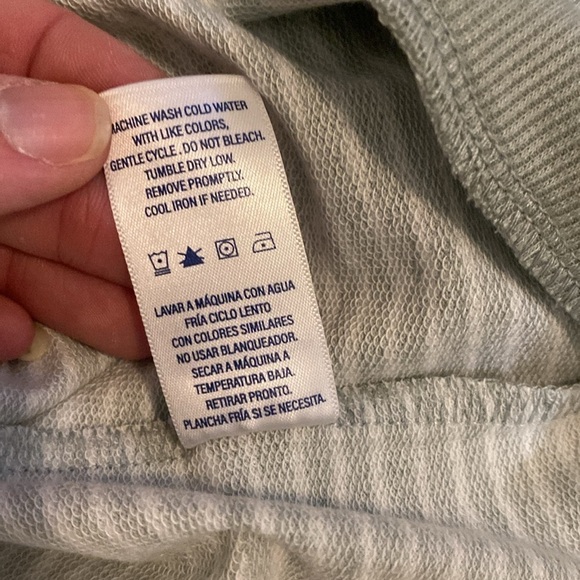 MACHINE WASH COLD WATER
WITH LIKE COLORS,
GENTLE CYCLE. DO NOT BLEACH.
TUMBLE DRY LOW.
REMOVE PROMPTLY.
COOL IRON IF NEEDED.
LAVAR A MÁQUINA CON AGUA
FRÍA CICLO LENTO
CON COLORES SIMILARES
NO USAR BLANQUEADOR.
SECAR A MÁQUINA A
TEMPERATURA BAJA.
RETIRAR PRONTO.
PLANCHA FRÍA SI SE NECESITA.